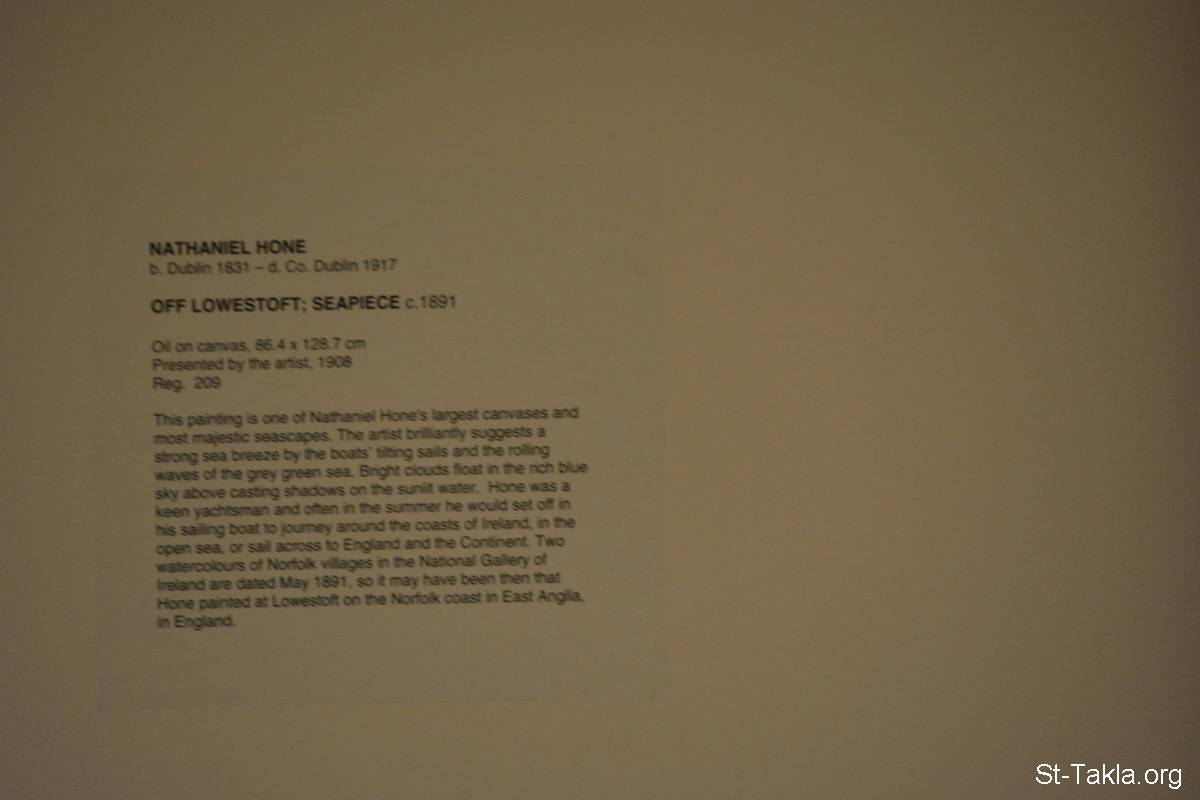 NATHANIEL HONE
b. Dublin 1831 – d. Co. Dublin 1917
OFF LOWESTOFT; SEAPIECE c.1891
Oil on canvas, 86.4 x 128.7 cm
Presented by the artist, 1908
Reg. 209
This painting is one of Nathaniel Hone's largest canvases and
most majestic seascapes. The artist brilliantly suggests a
strong sea breeze by the boats' tilting sails and the rolling
waves of the grey green sea. Bright clouds float in the rich blue
sky above casting shadows on the sunlit water. Hone was a
keen yachtsman and often in the summer he would set off in
his sailing boat to journey around the coasts of Ireland, in the
open sea, or sail across to England and the Continent. Two
watercolours of Norfolk villages in the National Gallery of
Ireland are dated May 1891, so it may have been then that
Hone painted at Lowestoft on the Norfolk coast in East Anglia,
in England.
St-Takla.org